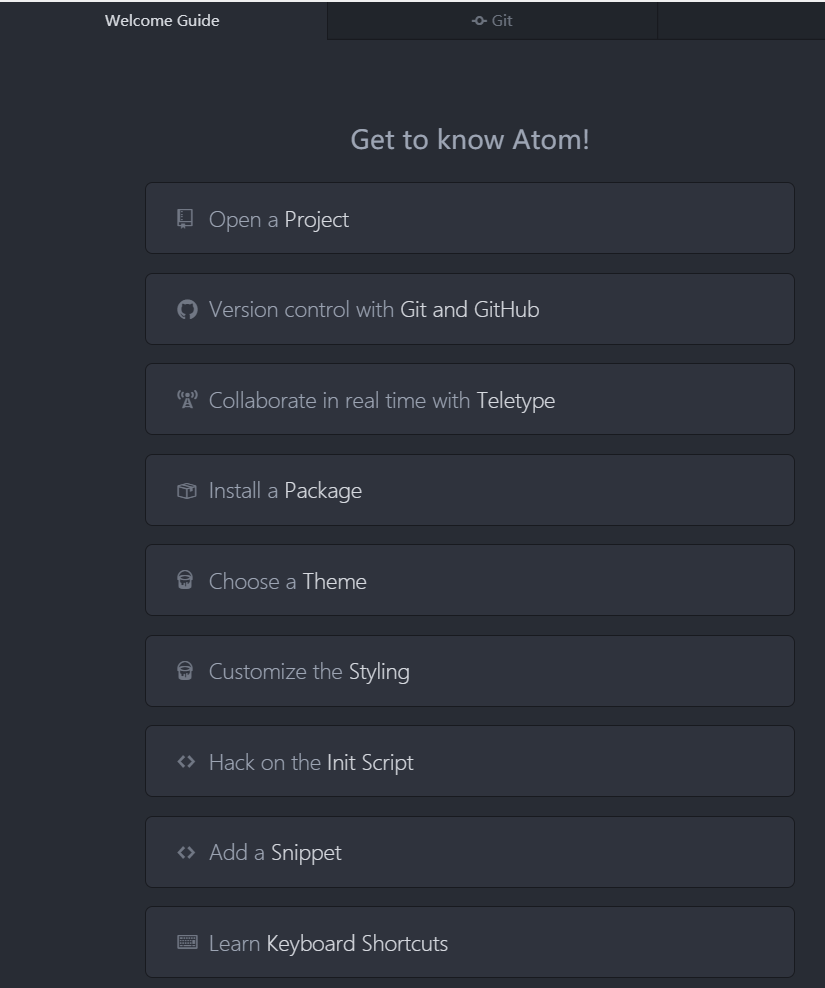 Welcome Guide
Git
Get to know Atom!
Open a Project
Version control with Git and GitHub
Collaborate in real time with Teletype
Install a Package
Choose a Theme
Customize the Styling
Hack on the Init Script
Add a Snippet
Learn Keyboard Shortcuts